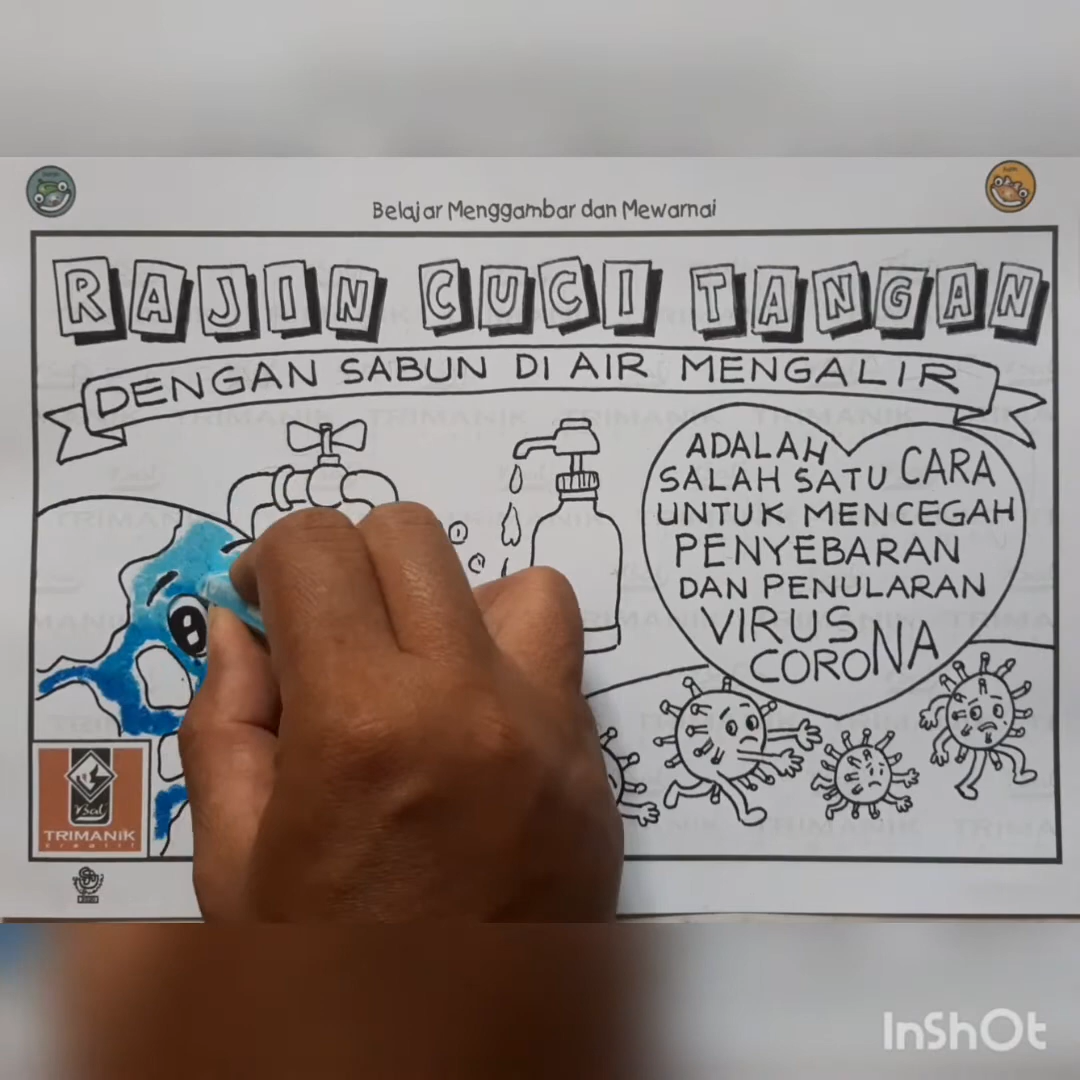 Belajar Menggambar dan Mewarnai
RAJIN CUCI TANGAN
DENGAN SABUN DI AIR MENGALIR
ADALAH
SALAH SATU CARA
UNTUK MENCEGAH
PENYEBARAN
DAN PENULARAN
VIRUS
CORONA
TRIMANIK
creatif
InShOt